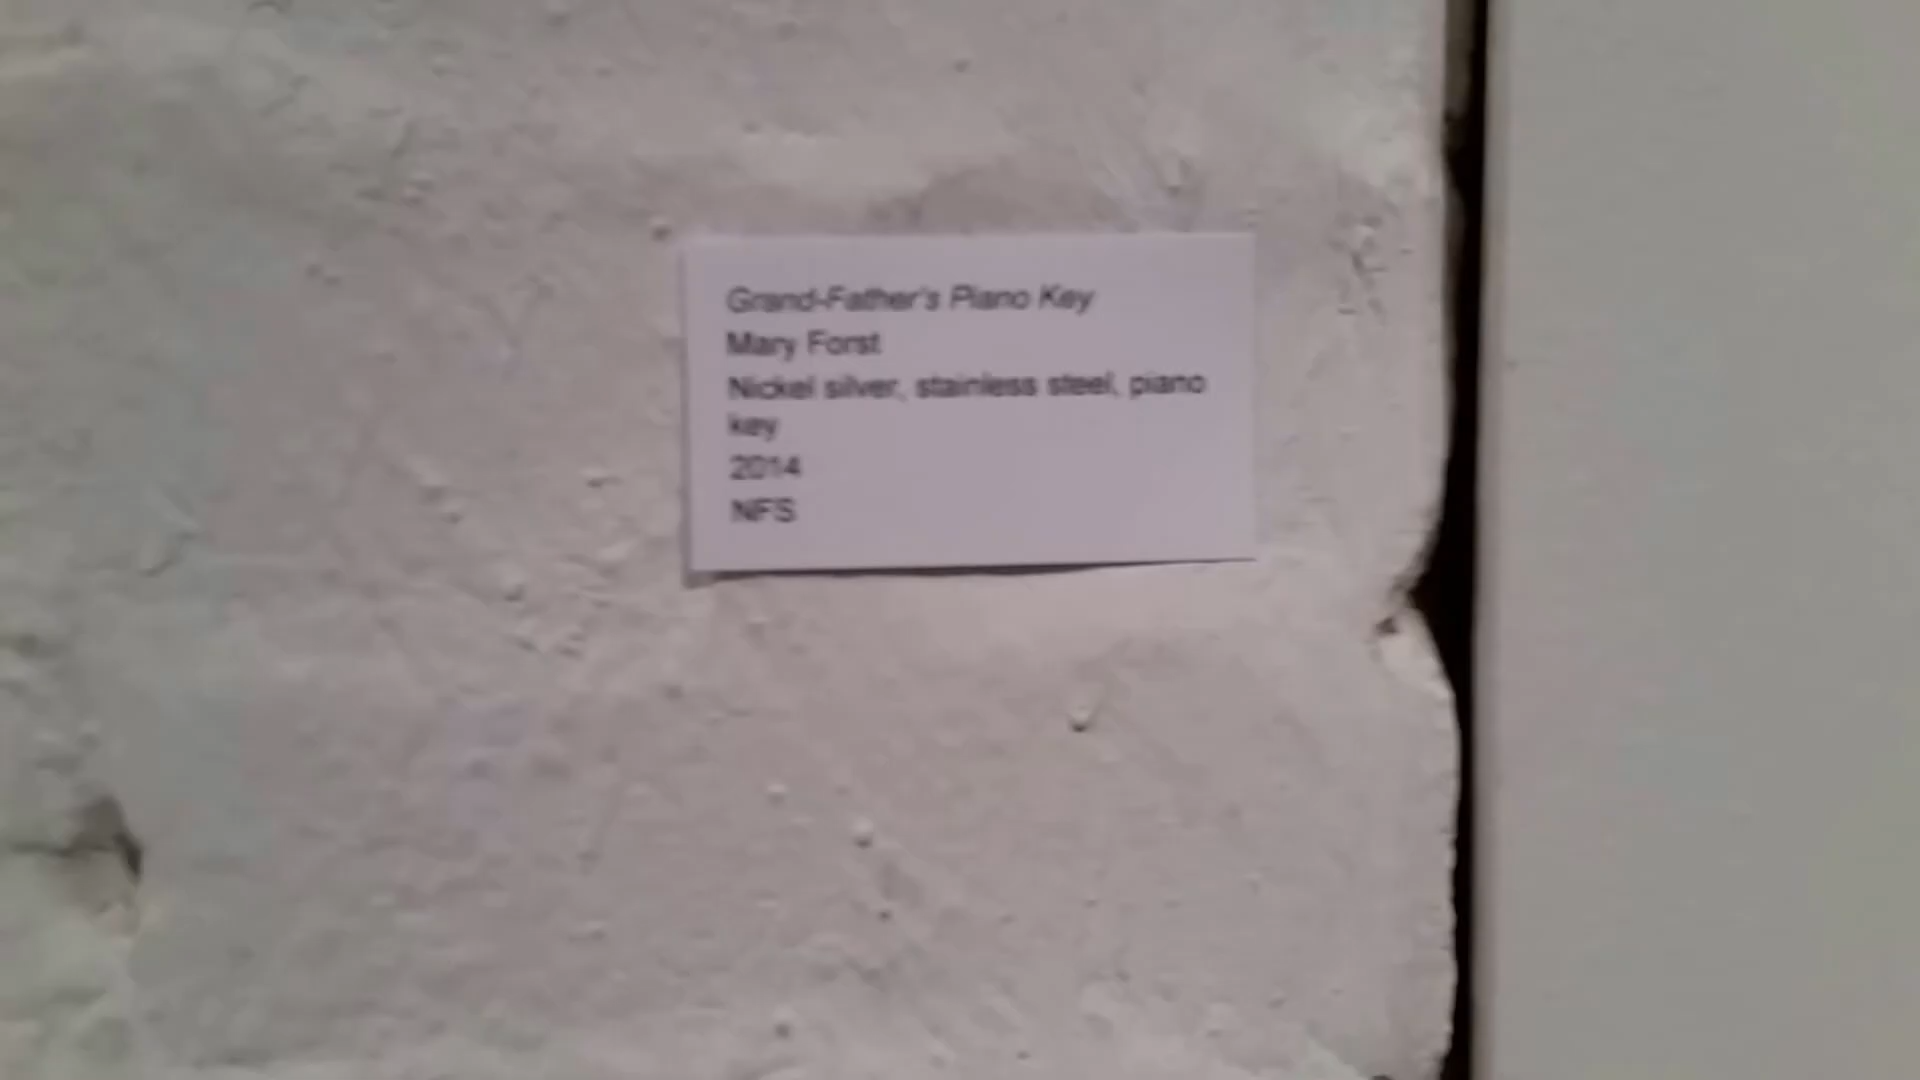 Grand-Father's Piano Key
Mary Forst
Nickel silver, stainless steel, piano
key
2014
NFS